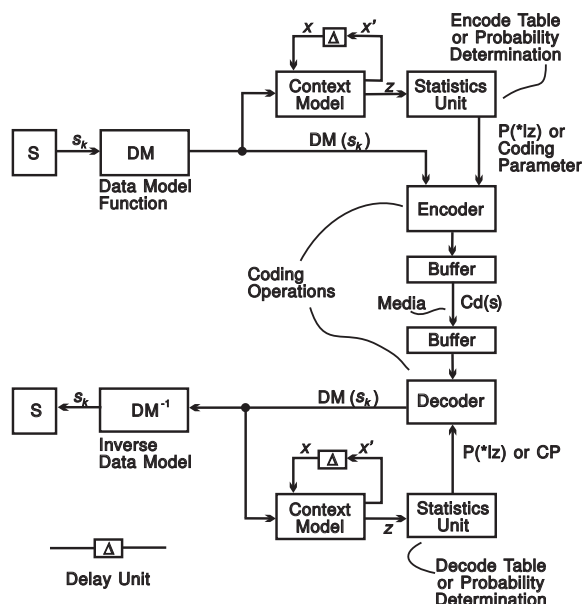 Encode Table
or Probability
Determination
x
Δ
x'
Context
Model
z
Statistics
Unit
P(*|z) or
Coding
Parameter
S
s_k
DM
DM (s_k)
Data Model
Function
Encoder
Buffer
Coding
Operations
Media
Cd(s)
Buffer
S
s_k
DM⁻¹
DM (s_k)
Decoder
Inverse
Data Model
x
Δ
x'
P(*|z) or CP
Context
Model
z
Statistics
Unit
Δ
Delay Unit
Decode Table
or Probability
Determination